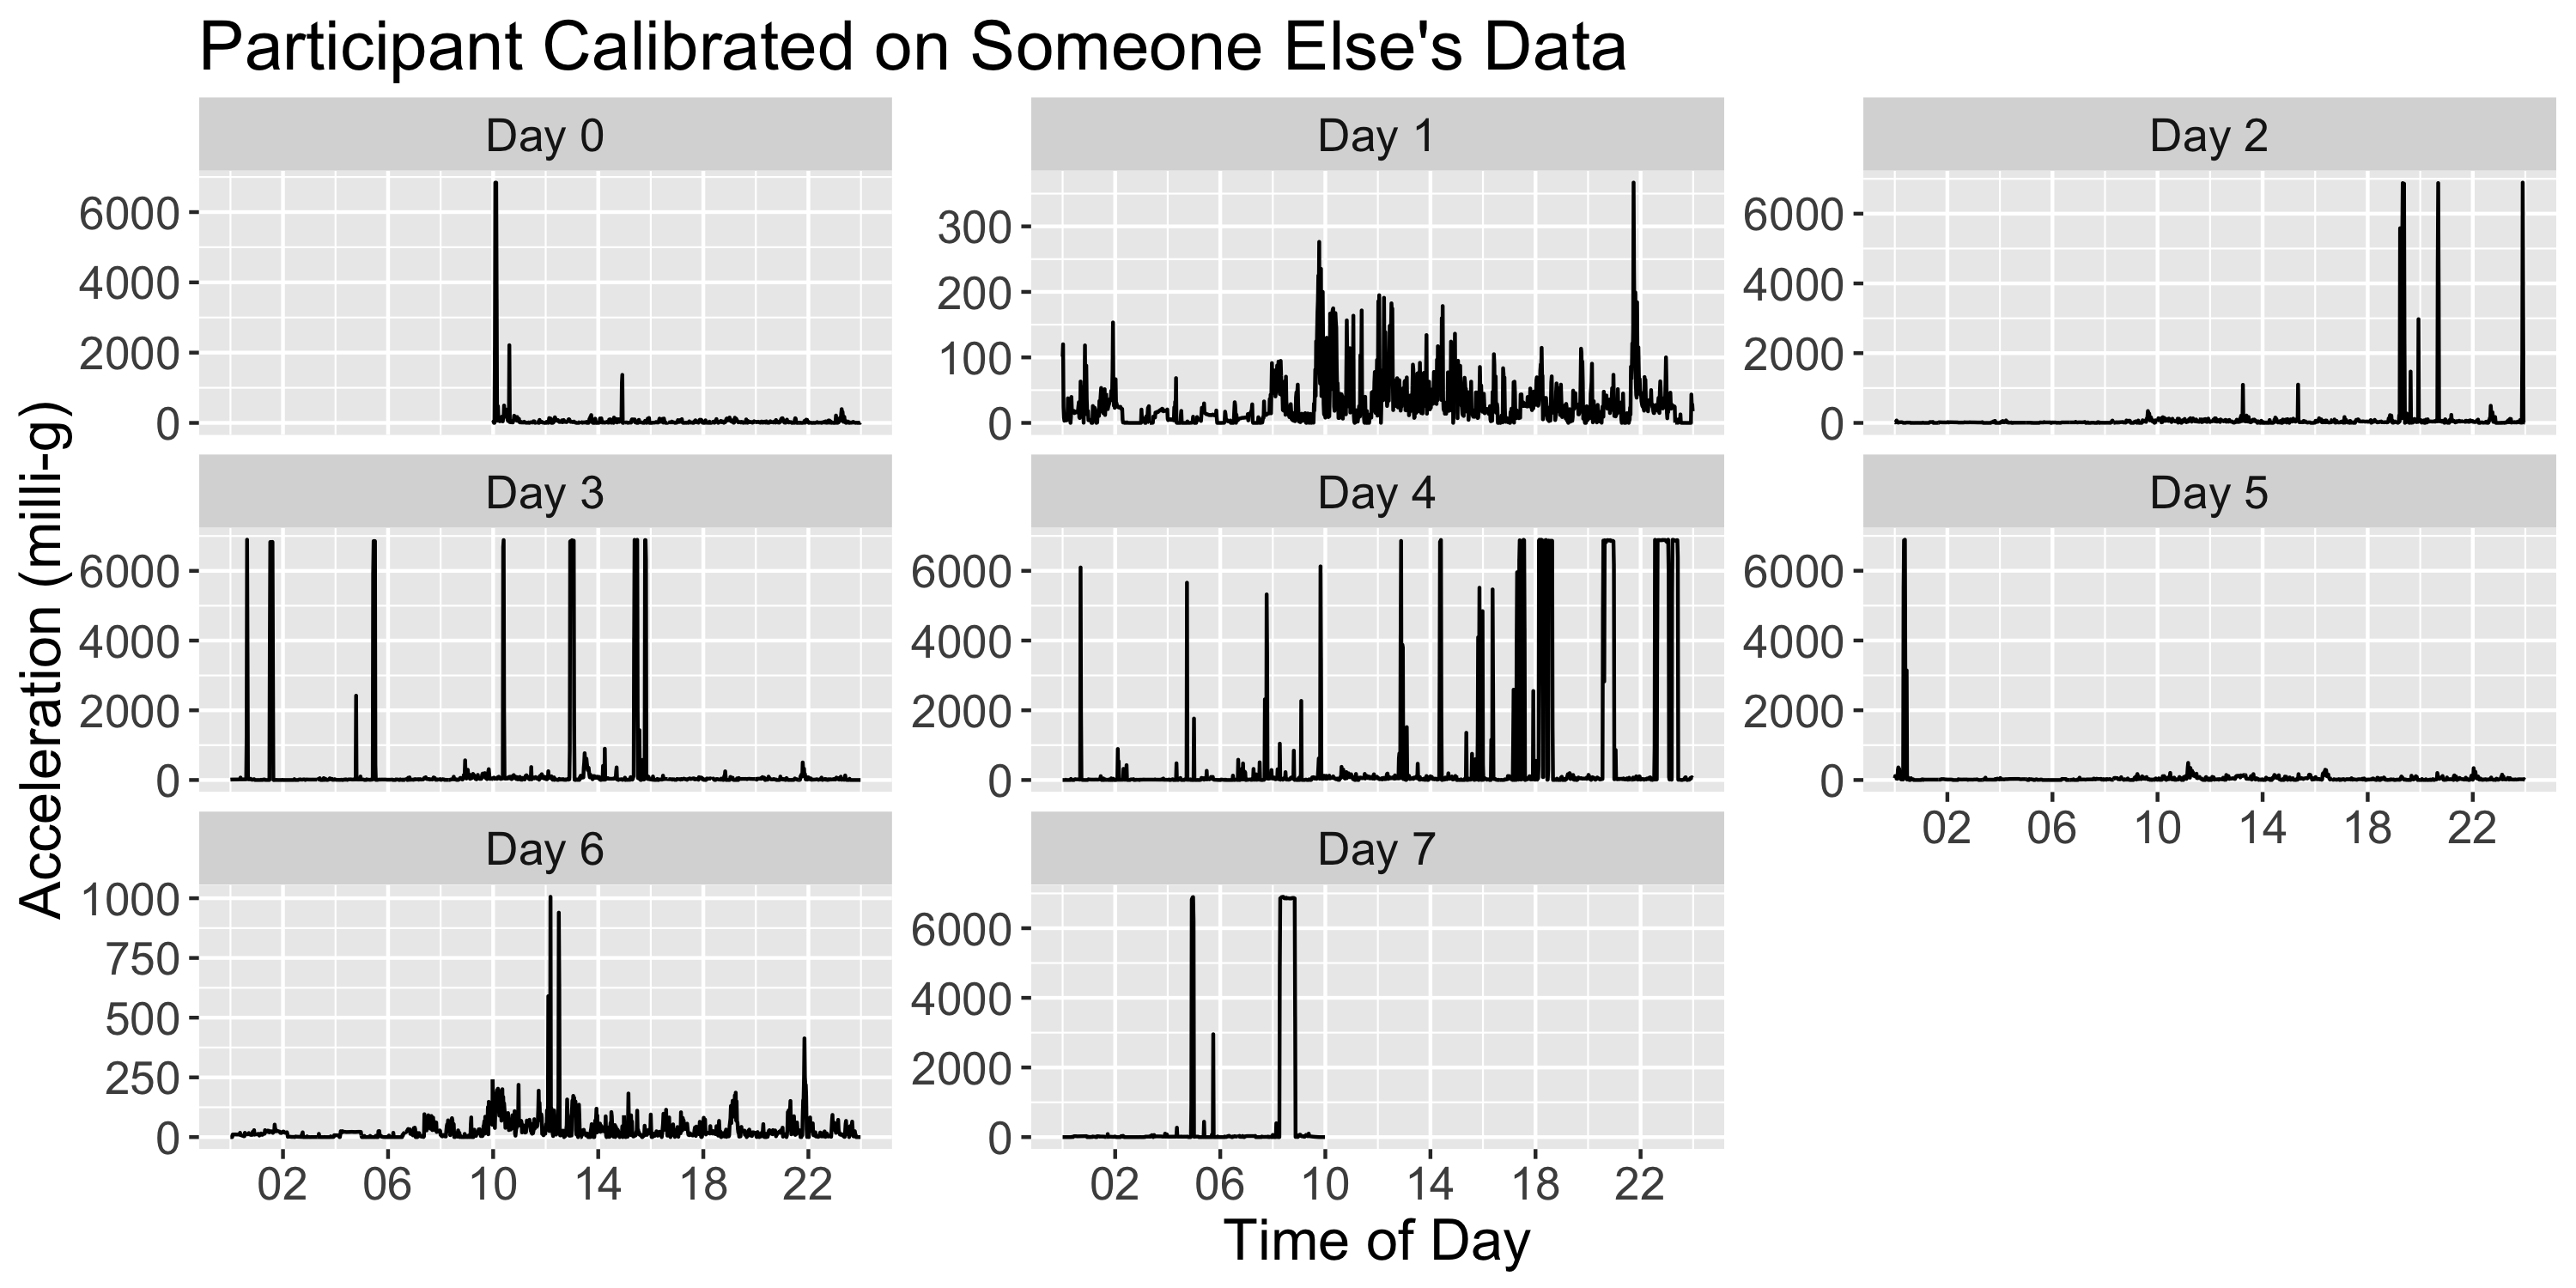 Participant Calibrated on Someone Else's Data
Day 0
Day 1
Day 2
6000
4000
2000
0
300
200
100
0
6000
4000
2000
0
Day 3
Day 4
Day 5
6000
4000
2000
0
6000
4000
2000
0
6000
4000
2000
0
02 06 10 14 18 22
Day 6
Day 7
1000
750
500
250
0
6000
4000
2000
0
02 06 10 14 18 22
02 06 10 14 18 22
Acceleration (milli-g)
Time of Day